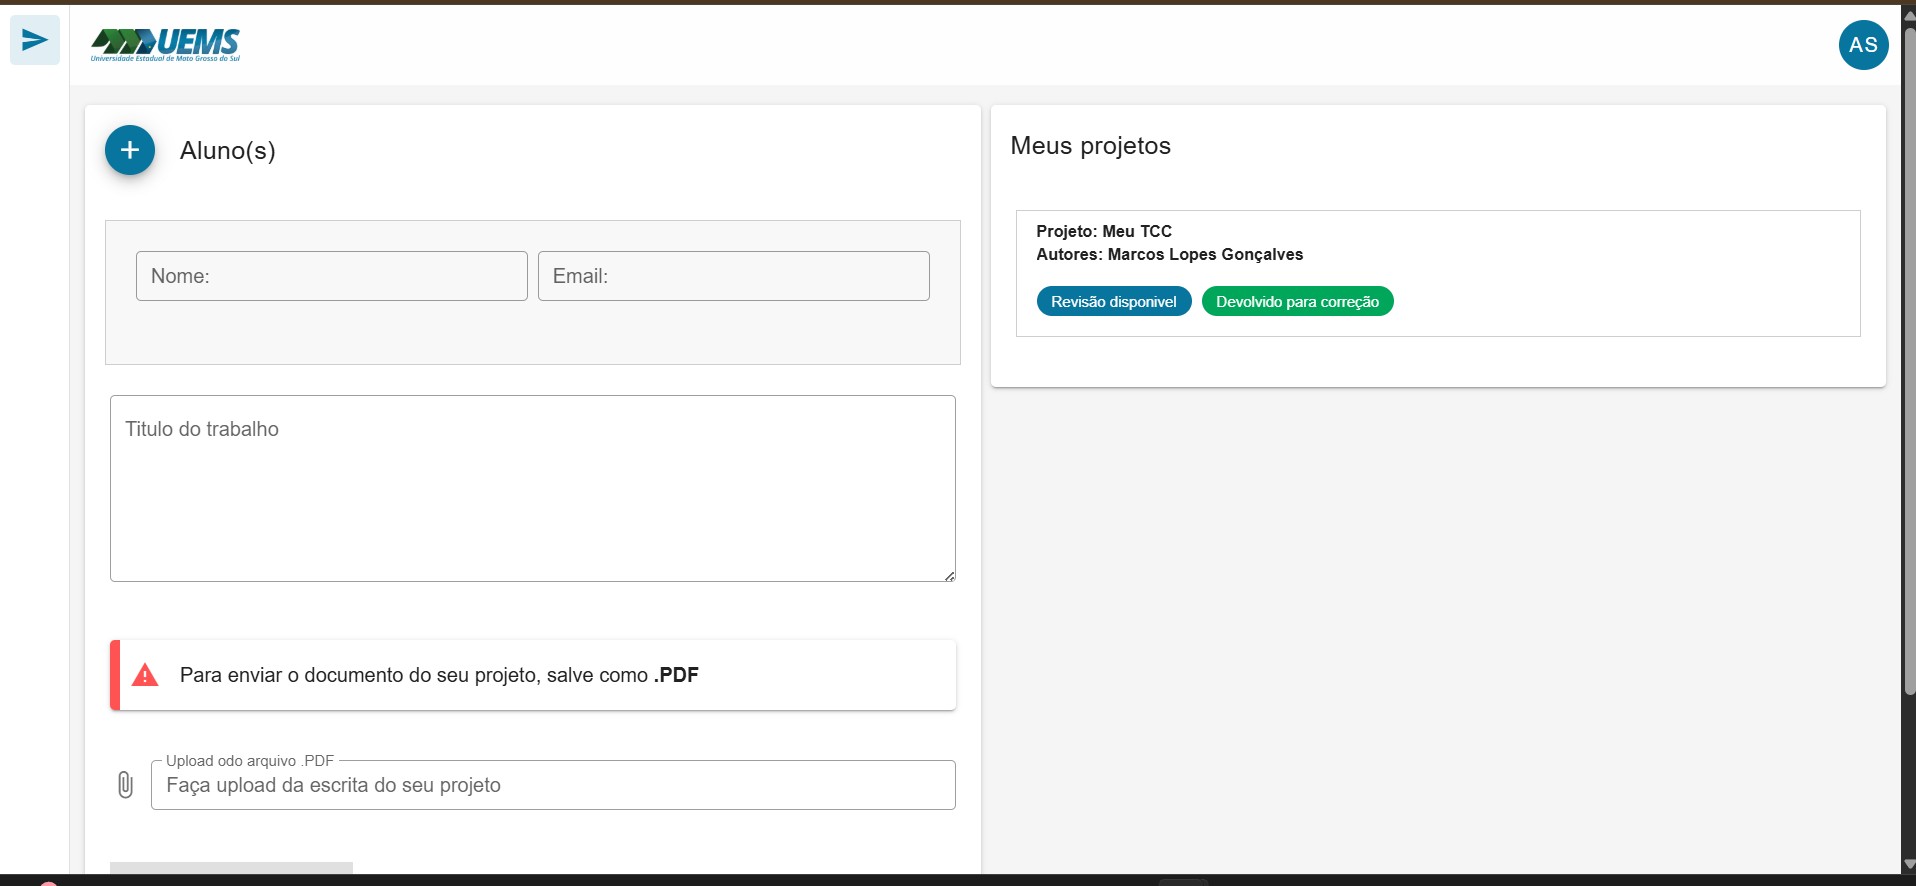 UEMS
Universidade Estadual de Mato Grosso do Sul
AS
Aluno(s)
Nome:
Email:
Titulo do trabalho
Para enviar o documento do seu projeto, salve como .PDF
Upload odo arquivo .PDF
Faça upload da escrita do seu projeto
Meus projetos
Projeto: Meu TCC
Autores: Marcos Lopes Gonçalves
Revisão disponivel
Devolvido para correção